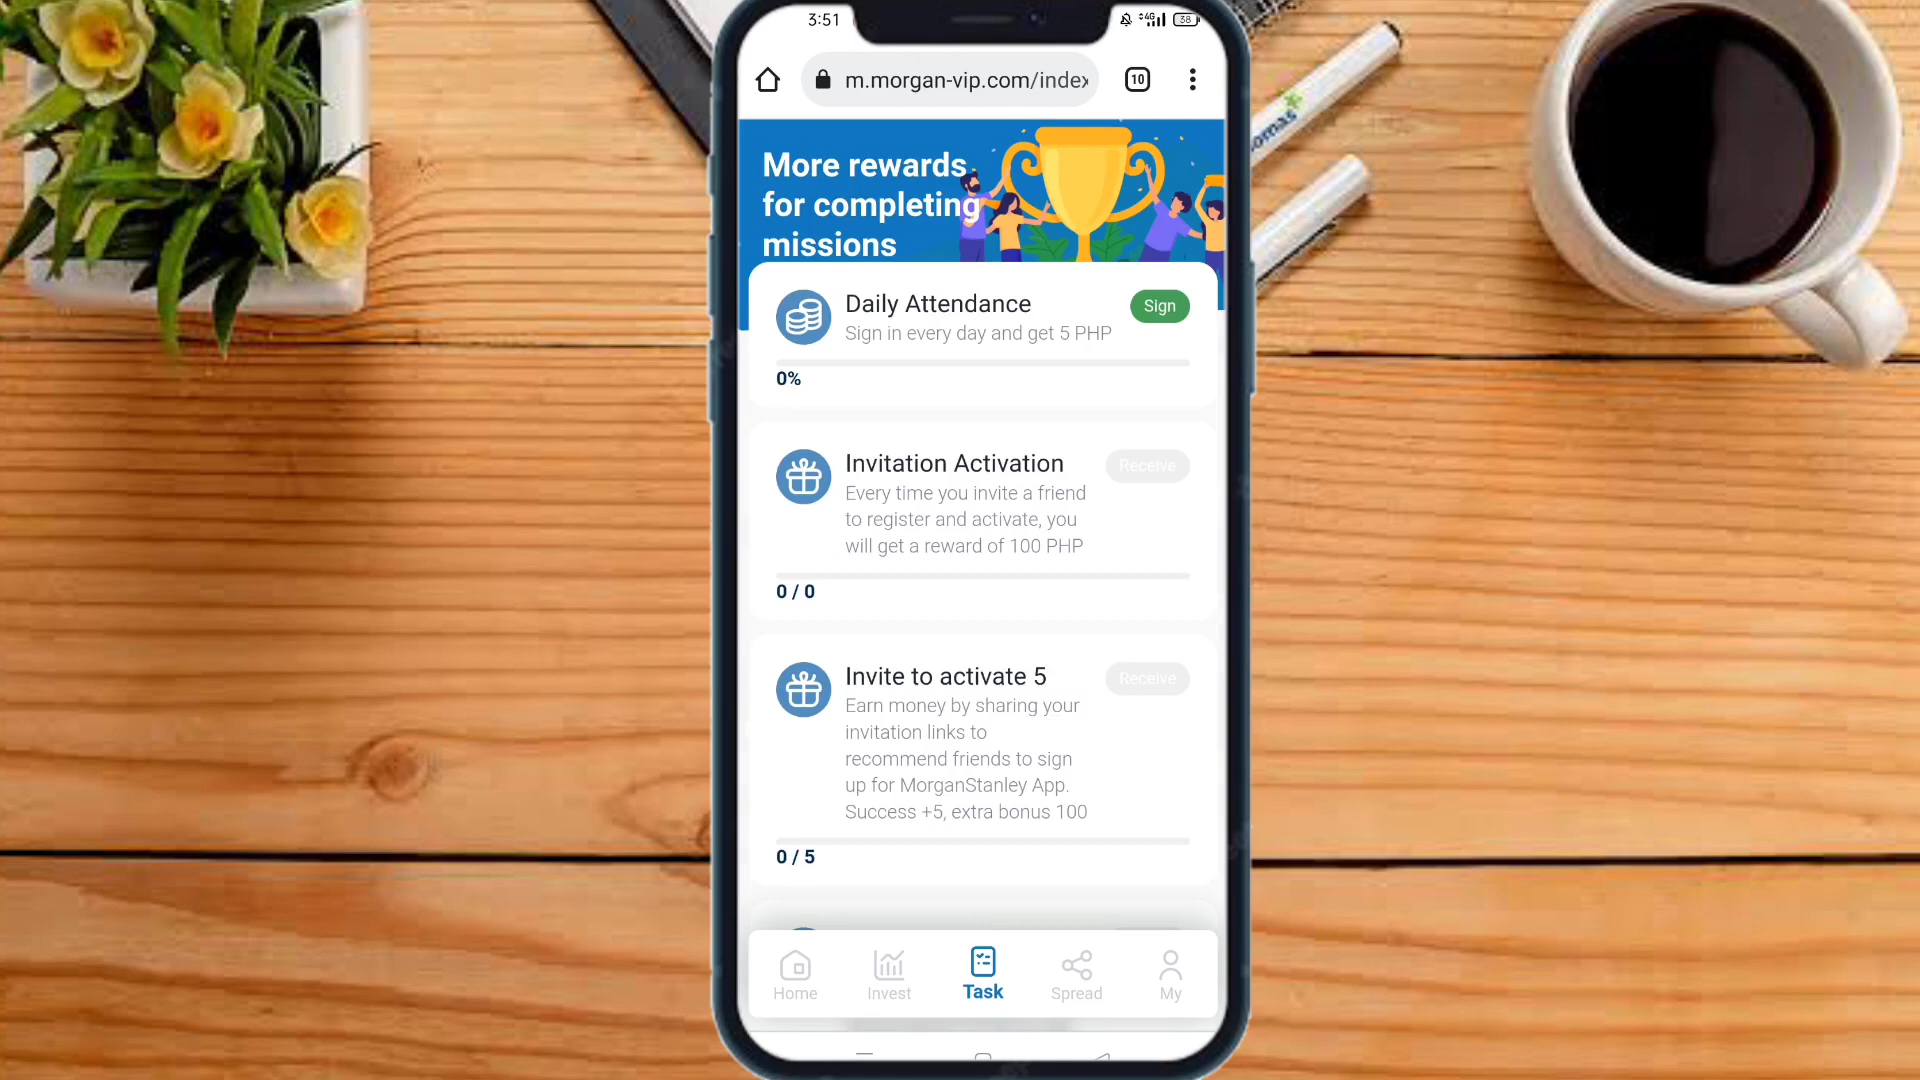 3:51
4G
38
m.morgan-vip.com/index
10
More rewards
for completing
missions
Daily Attendance
Sign
Sign in every day and get 5 PHP
0%
Invitation Activation
Receive
Every time you invite a friend
to register and activate, you
will get a reward of 100 PHP
0 / 0
Invite to activate 5
Receive
Earn money by sharing your
invitation links to
recommend friends to sign
up for MorganStanley App.
Success +5, extra bonus 100
0 / 5
Home
Invest
Task
Spread
My